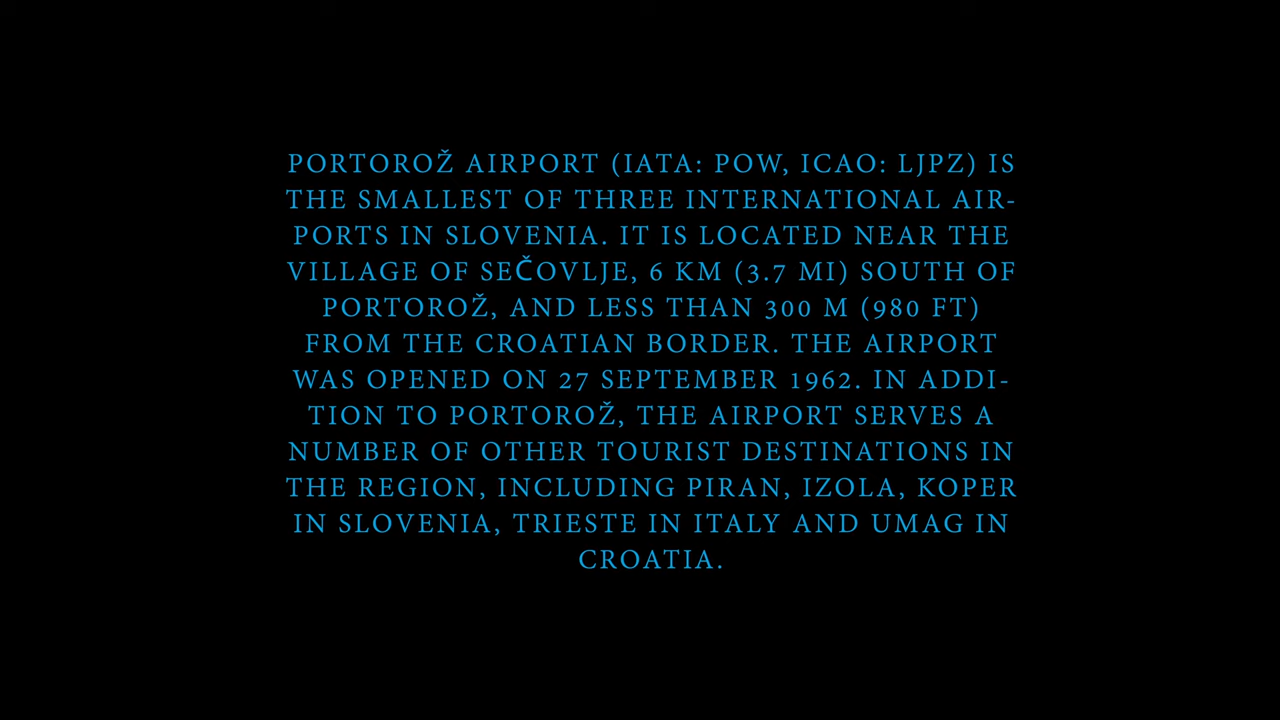 PORTOROŽ AIRPORT (IATA: POW, ICAO: LJPZ) IS
THE SMALLEST OF THREE INTERNATIONAL AIR-
PORTS IN SLOVENIA. IT IS LOCATED NEAR THE
VILLAGE OF SEČOVLJE, 6 KM (3.7 MI) SOUTH OF
PORTOROŽ, AND LESS THAN 300 M (980 FT)
FROM THE CROATIAN BORDER. THE AIRPORT
WAS OPENED ON 27 SEPTEMBER 1962. IN ADDI-
TION TO PORTOROŽ, THE AIRPORT SERVES A
NUMBER OF OTHER TOURIST DESTINATIONS IN
THE REGION, INCLUDING PIRAN, IZOLA, KOPER
IN SLOVENIA, TRIESTE IN ITALY AND UMAG IN
CROATIA.